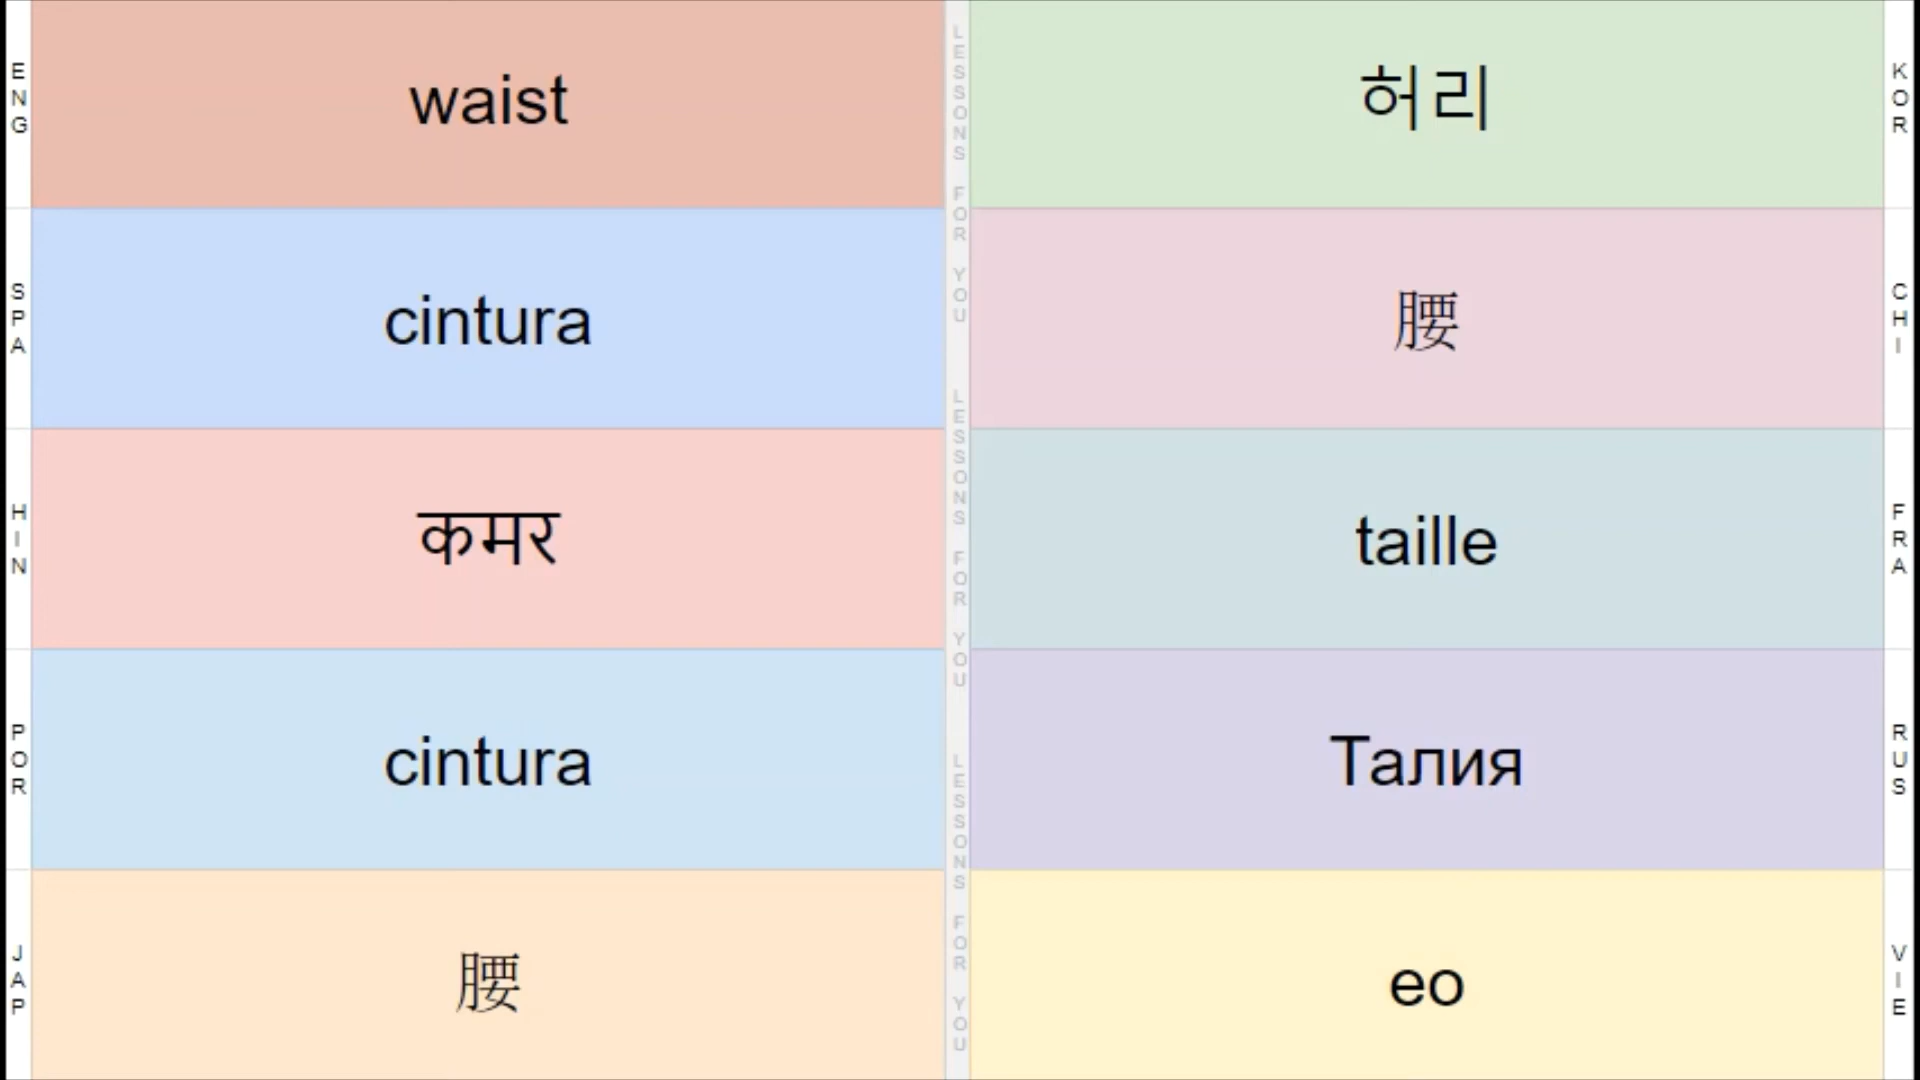 ENG
waist
KOR
허리
SPA
cintura
CHI
腰
HIN
कमर
FRA
taille
POR
cintura
RUS
Талия
JAP
腰
VIE
eo
LESSONS FOR YOU
LESSONS FOR YOU
LESSONS FOR YOU